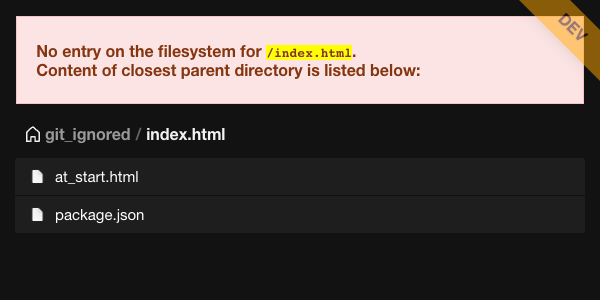 No entry on the filesystem for /index.html.
Content of closest parent directory is listed below:
DEV
git_ignored / index.html
at_start.html
package.json